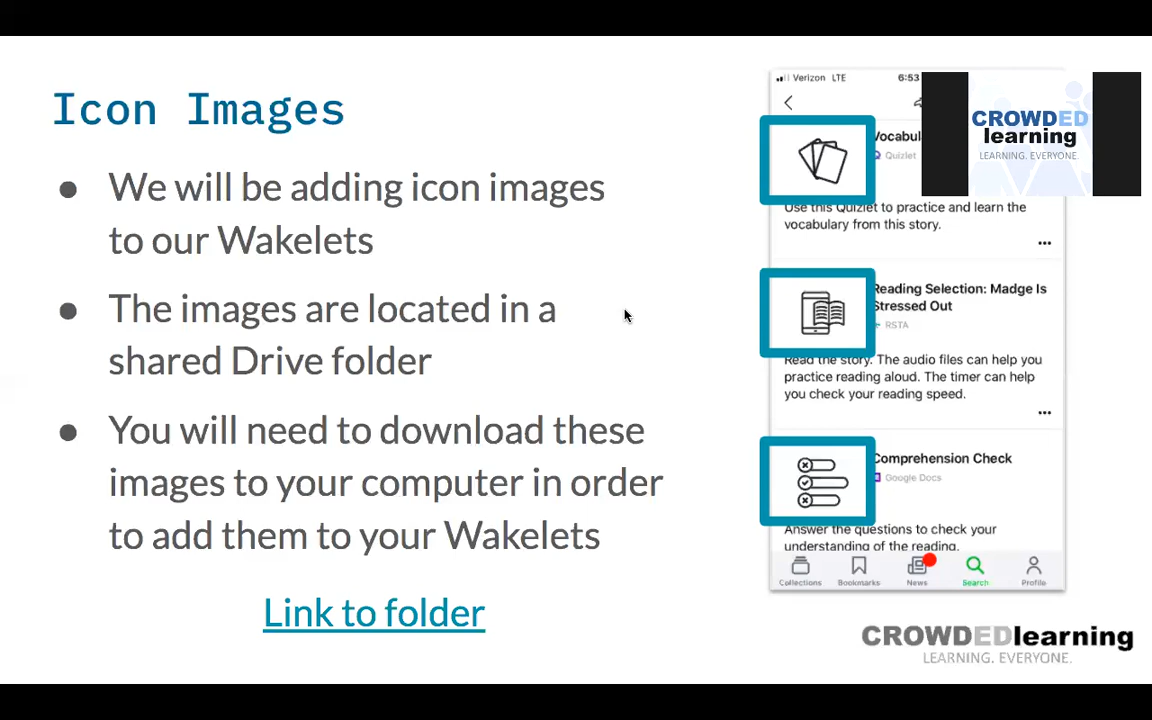 Icon Images
● We will be adding icon images
to our Wakelets
● The images are located in a
shared Drive folder
● You will need to download these
images to your computer in order
to add them to your Wakelets
Link to folder
Verizon LTE 6:53
Quizlet
Use this Quizlet to practice and learn the
vocabulary from this story.
Reading Selection: Madge Is
Stressed Out
RSTA
Read the story. The audio files can help you
practice reading aloud. The timer can help
you check your reading speed.
Comprehension Check
Google Docs
Answer the questions to check your
understanding of the reading.
Collections Bookmarks News Search Profile
CROWDED
learning
LEARNING. EVERYONE.
CROWDEDlearning
LEARNING. EVERYONE.